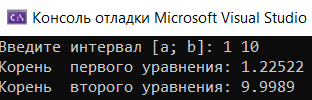 Консоль отладки Microsoft Visual Studio
Введите интервал [a; b]: 1 10
Корень  первого уравнения: 1.22522
Корень  второго уравнения: 9.9989